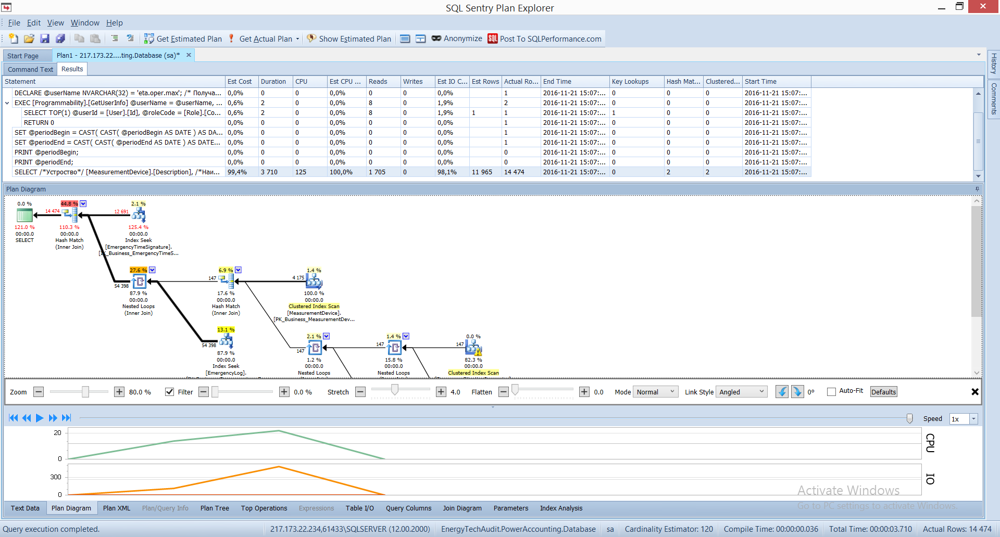 SQL Sentry Plan Explorer
File Edit View Window Help
Get Estimated Plan Get Actual Plan Show Estimated Plan Anonymize SQL Post To SQLPerformance.com
Start Page Plan1 - 217.173.22....ting.Database (sa)*
Command Text Results
Statement Est Cost Duration CPU Est CPU ... Reads Writes Est IO C... Est Rows Actual Ro... End Time Key Lookups Hash Mat... Clustered... Start Time
DECLARE @userName NVARCHAR(32) = 'eta.oper.max'; /* Получа... 0,0% 0 0 0,0% 0 0 0,0% 1 2016-11-21 15:07:... 0 0 0 2016-11-21 15:07:...
EXEC [Programmability].[GetUserInfo] @userName = @userName, ... 0,6% 2 0 0,0% 8 0 1,9% 2 2016-11-21 15:07:... 0 0 0 2016-11-21 15:07:...
SELECT TOP(1) @userId = [User].[Id], @roleCode = [Role].[Co... 0,6% 2 0 0,0% 8 0 1,9% 1 1 2016-11-21 15:07:... 1 0 0 2016-11-21 15:07:...
RETURN 0 0,0% 0 0 0,0% 0 0 0,0% 1 2016-11-21 15:07:... 0 0 0 2016-11-21 15:07:...
SET @periodBegin = CAST( CAST( @periodBegin AS DATE ) AS DA... 0,0% 0 0 0,0% 0 0 0,0% 1 2016-11-21 15:07:... 0 0 0 2016-11-21 15:07:...
SET @periodEnd = CAST( CAST( @periodEnd AS DATE ) AS DATE... 0,0% 0 0 0,0% 0 0 0,0% 1 2016-11-21 15:07:... 0 0 0 2016-11-21 15:07:...
PRINT @periodBegin; 0,0% 0 0 0,0% 0 0 0,0% 0 2016-11-21 15:07:... 0 0 0 2016-11-21 15:07:...
PRINT @periodEnd; 0,0% 0 0 0,0% 0 0 0,0% 0 2016-11-21 15:07:... 0 0 0 2016-11-21 15:07:...
SELECT /*Устроство*/ [MeasurementDevice].[Description], /*Наи... 99,4% 3 710 125 100,0% 1 705 0 98,1% 11 965 14 474 2016-11-21 15:07:... 0 2 2 2016-11-21 15:07:...
History
Comments
Plan Diagram
0.0 % 44.8 % 2.1 %
14 474 12 691
121.0 % 110.3 % 125.4 %
00:00.0 00:00.0 00:00.0
SELECT Hash Match Index Seek
(Inner Join) [EmergencyTimeSignature].
_Business_EmergencyTimeS...
27.6 % 6.9 % 1.4 %
54 398 147 4 175
87.9 % 17.6 % 100.0 %
00:00.0 00:00.0 00:00.0
Nested Loops Hash Match Clustered Index Scan
(Inner Join) (Inner Join) [MeasurementDevice].
[PK_Business_MeasurementDev...
13.1 % 2.1 % 1.4 % 0.0 %
54 398 147 147 147
87.9 % 1.2 % 15.8 % 82.3 %
00:00.0 00:00.0 00:00.0 00:00.0
Index Seek Nested Loops Nested Loops Clustered Index Scan
[EmergencyLog].
Zoom 80.0 % Filter 0.0 % Stretch 4.0 Flatten 0.0 Mode Normal Link Style Angled 0° Auto-Fit Defaults
Speed 1x
20
0
CPU
300
0
IO
Activate Windows
Go to PC settings to activate Windows.
Text Data Plan Diagram Plan XML Plan/Query Info Plan Tree Top Operations Expressions Table I/O Query Columns Join Diagram Parameters Index Analysis
Query execution completed. 217.173.22.234,61433\SQLSERVER (12.00.2000) EnergyTechAudit.PowerAccounting.Database sa Cardinality Estimator: 120 Compile Time: 00:00:00.036 Total Time: 00:00:03.710 Actual Rows: 14 474